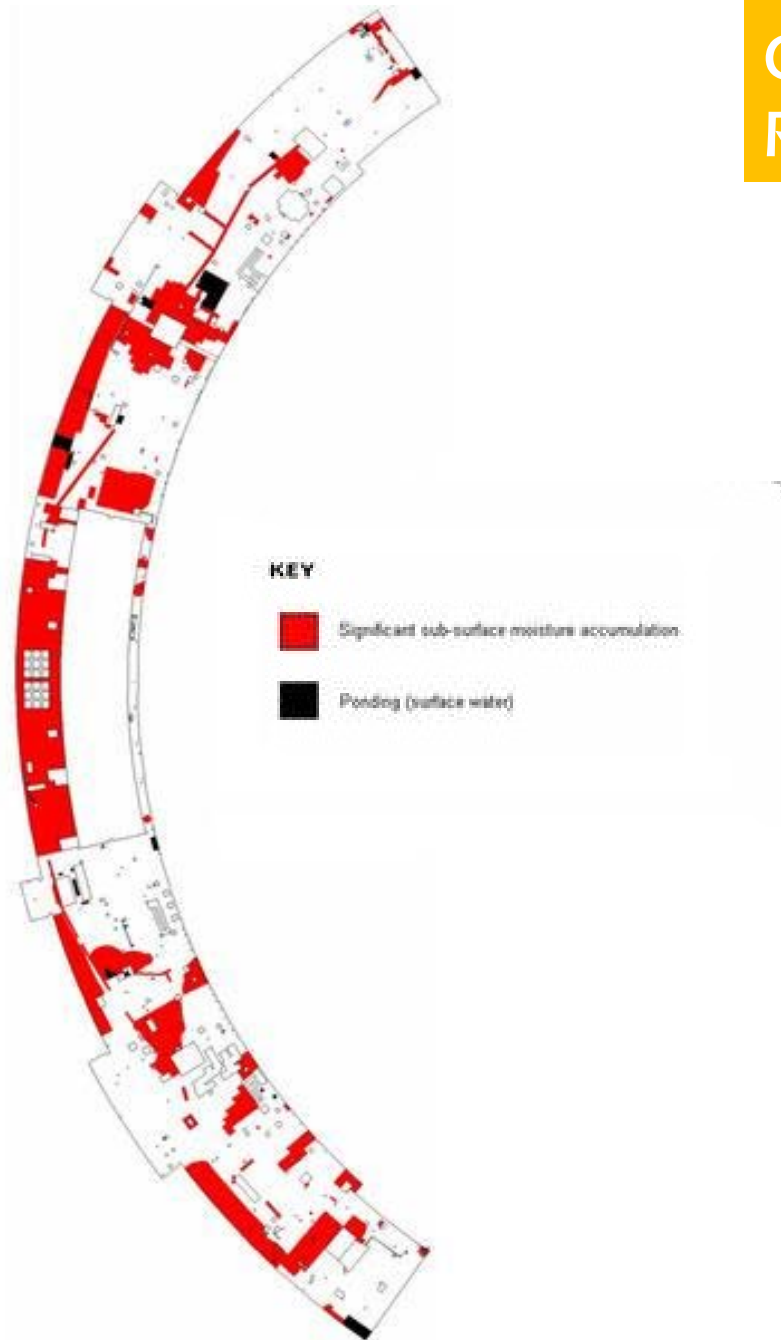 KEY
Significant sub-surface moisture accumulation
Ponding (surface water)